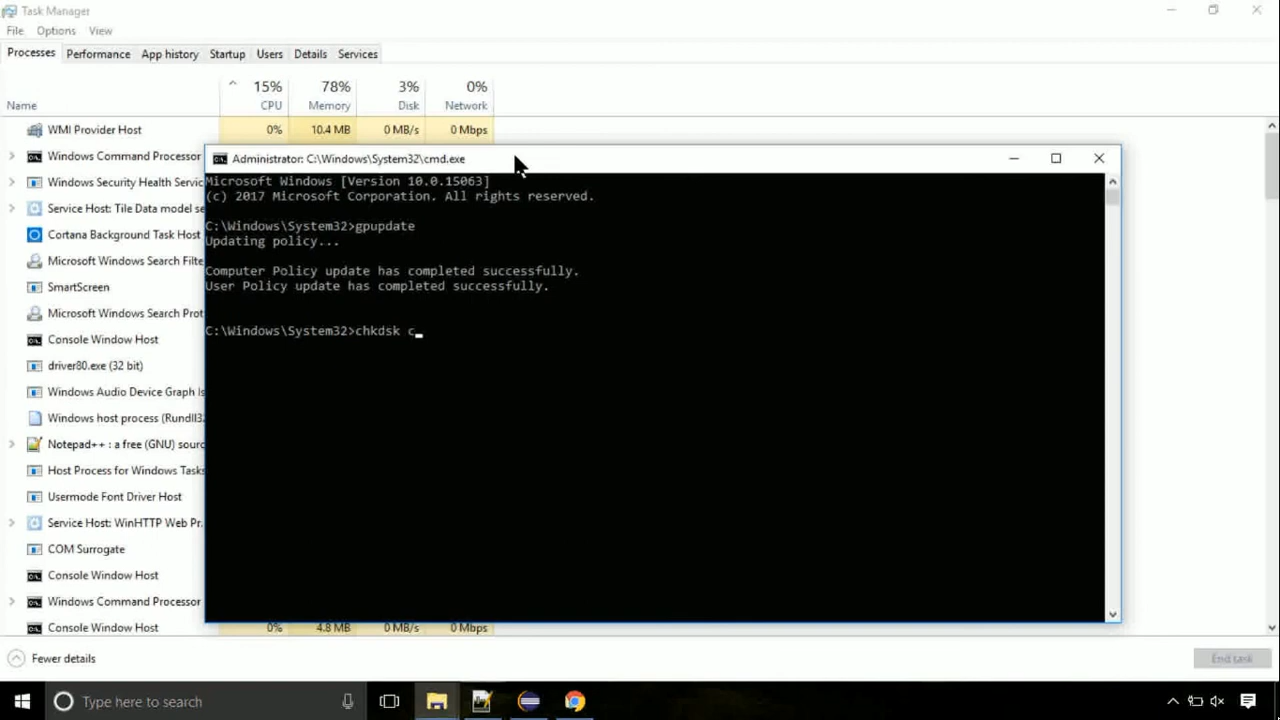 Task Manager
File Options View
Processes Performance App history Startup Users Details Services
15% 78% 3% 0%
Name CPU Memory Disk Network
WMI Provider Host 0% 10.4 MB 0 MB/s 0 Mbps
Windows Command Processor
Windows Security Health Servic
Service Host: Tile Data model se
Cortana Background Task Host
Microsoft Windows Search Filte
SmartScreen
Microsoft Windows Search Prot
Console Window Host
driver80.exe (32 bit)
Windows Audio Device Graph Is
Windows host process (Rundll32
Notepad++ : a free (GNU) sourc
Host Process for Windows Tasks
Usermode Font Driver Host
Service Host: WinHTTP Web Pr.
COM Surrogate
Console Window Host
Windows Command Processor
Console Window Host 0% 4.8 MB 0 MB/s 0 Mbps
Administrator: C:\Windows\System32\cmd.exe
Microsoft Windows [Version 10.0.15063]
(c) 2017 Microsoft Corporation. All rights reserved.
C:\Windows\System32>gpupdate
Updating policy...
Computer Policy update has completed successfully.
User Policy update has completed successfully.
C:\Windows\System32>chkdsk c_
Fewer details End task
Type here to search